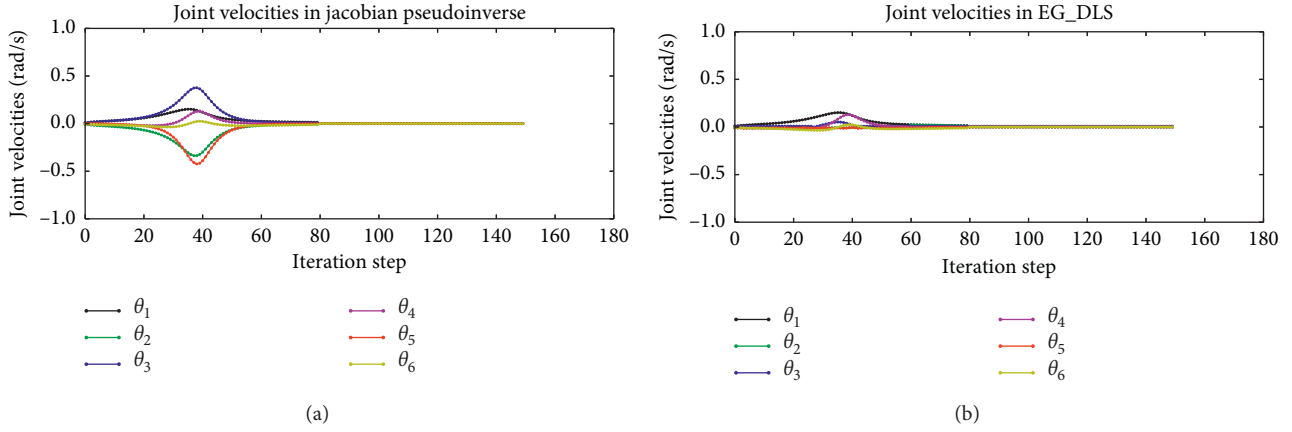 Joint velocities in jacobian pseudoinverse
1.0
0.5
0.0
−0.5
−1.0
Joint velocities (rad/s)
0 20 40 60 80 100 120 140 160 180
Iteration step
θ1 θ4
θ2 θ5
θ3 θ6
(a)
Joint velocities in EG_DLS
1.0
0.5
0.0
−0.5
−1.0
Joint velocities (rad/s)
0 20 40 60 80 100 120 140 160 180
Iteration step
θ1 θ4
θ2 θ5
θ3 θ6
(b)